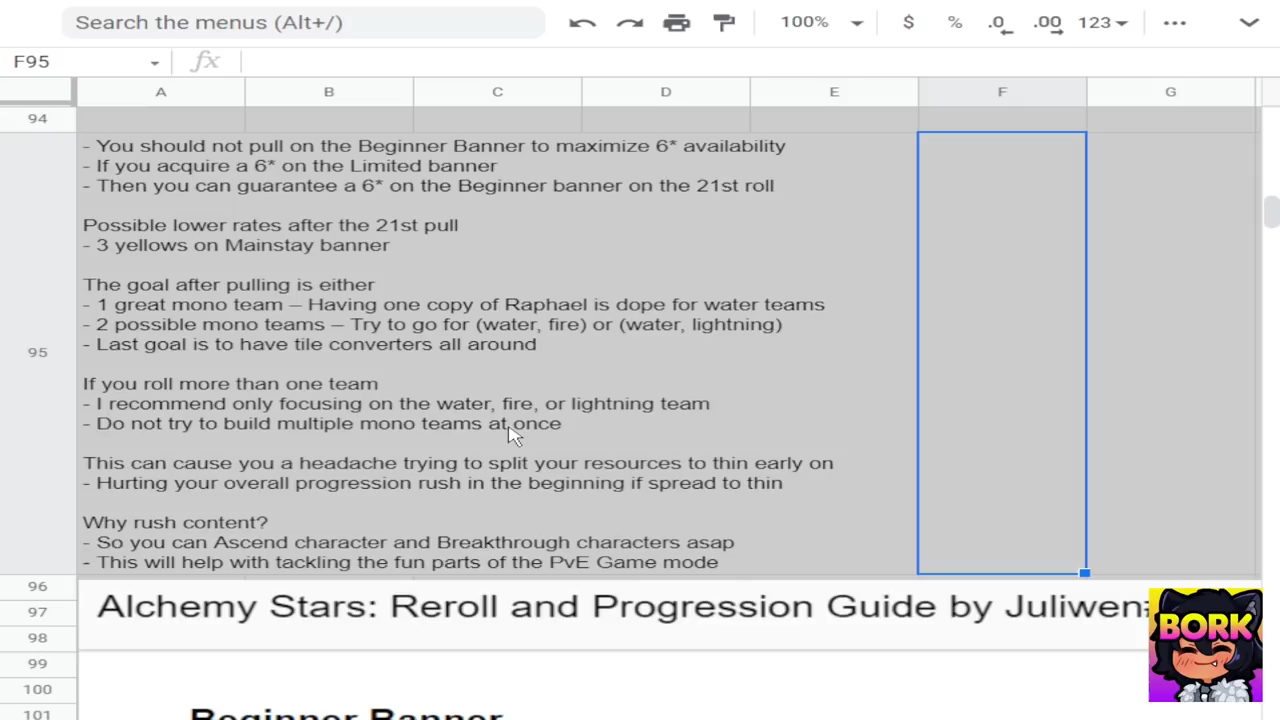 Search the menus (Alt+/)
100%
$
%
.0
.00
123
F95
fx
A B C D E F G
94
- You should not pull on the Beginner Banner to maximize 6* availability
- If you acquire a 6* on the Limited banner
- Then you can guarantee a 6* on the Beginner banner on the 21st roll
Possible lower rates after the 21st pull
- 3 yellows on Mainstay banner
The goal after pulling is either
- 1 great mono team – Having one copy of Raphael is dope for water teams
- 2 possible mono teams – Try to go for (water, fire) or (water, lightning)
- Last goal is to have tile converters all around
95
If you roll more than one team
- I recommend only focusing on the water, fire, or lightning team
- Do not try to build multiple mono teams at once
This can cause you a headache trying to split your resources to thin early on
- Hurting your overall progression rush in the beginning if spread to thin
Why rush content?
- So you can Ascend character and Breakthrough characters asap
- This will help with tackling the fun parts of the PvE Game mode
96
97
Alchemy Stars: Reroll and Progression Guide by Juliwen
98
99
100
101
Beginner Banner
BORK